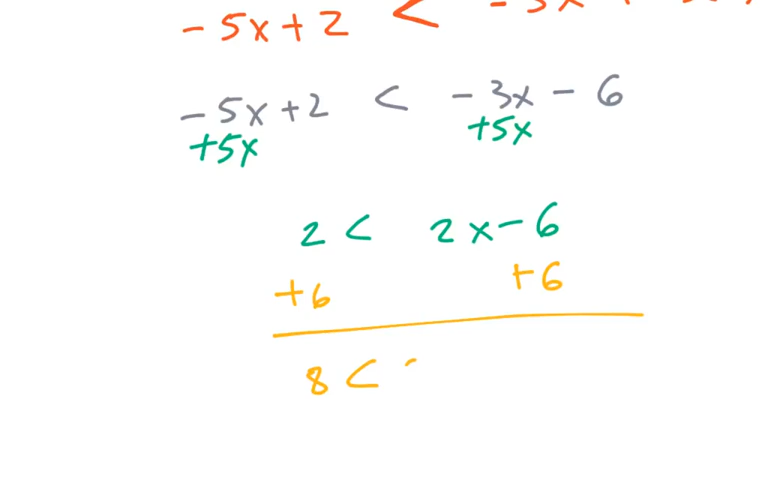 -5x+2 <
-5x+2 < -3x-6
+5x +5x
2 < 2x-6
+6 +6
8 <